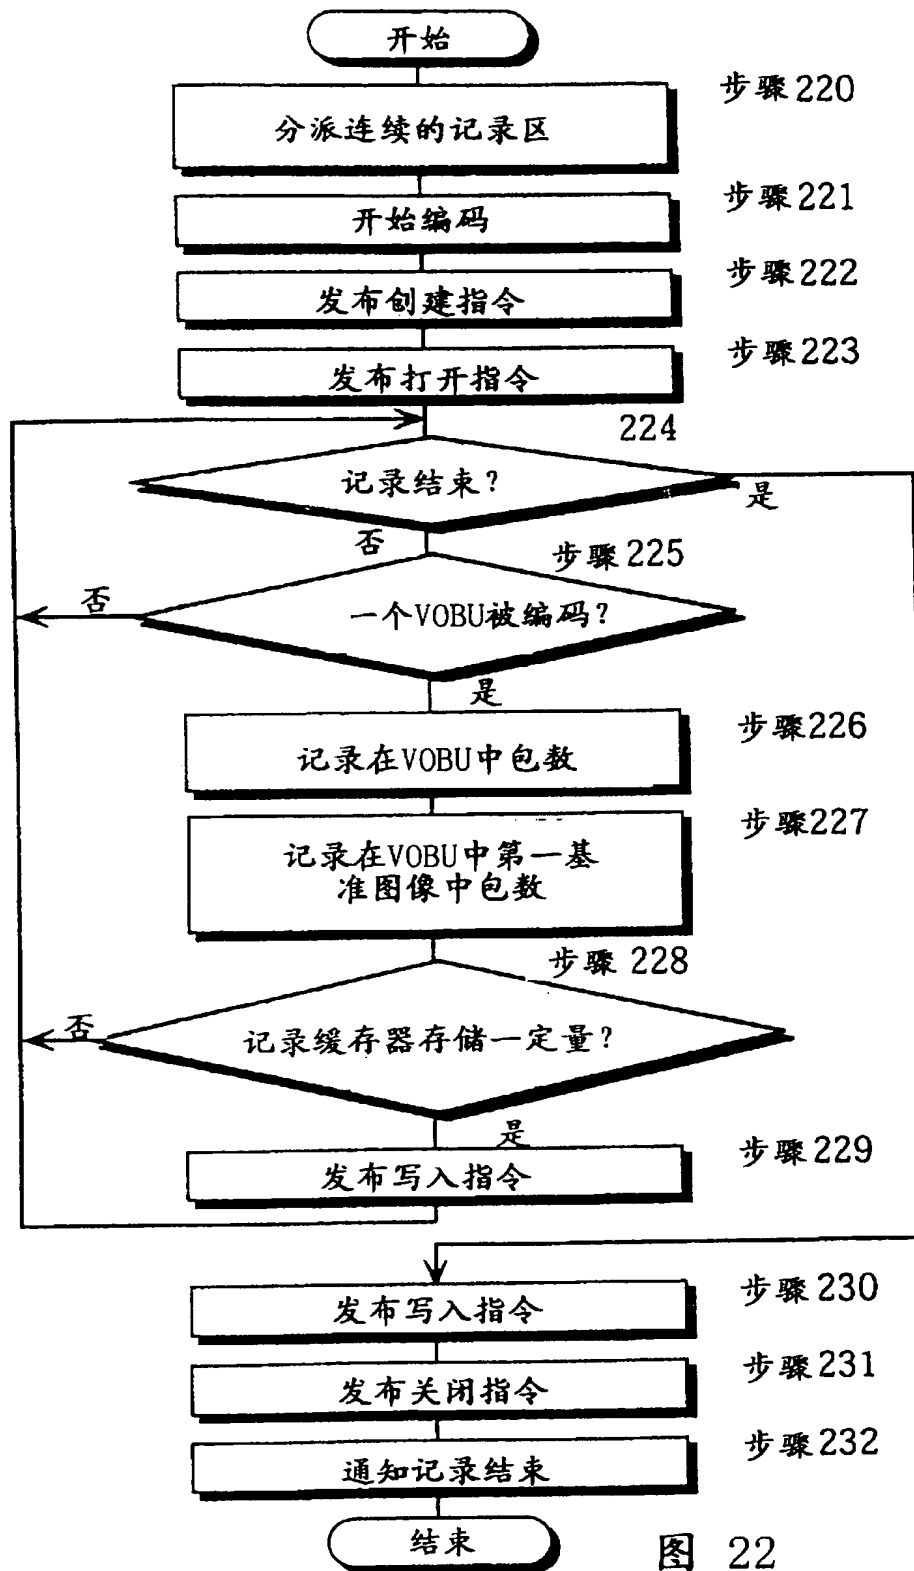 开始
步骤220
分派连续的记录区
步骤221
开始编码
步骤222
发布创建指令
步骤223
发布打开指令
224
记录结束?
是
否
步骤225
一个VOBU被编码?
否
是
步骤226
记录在VOBU中包数
步骤227
记录在VOBU中第一基
准图像中包数
步骤 228
记录缓存器存储一定量?
否
是
步骤229
发布写入指令
步骤230
发布写入指令
步骤231
发布关闭指令
步骤232
通知记录结束
结束
图 22